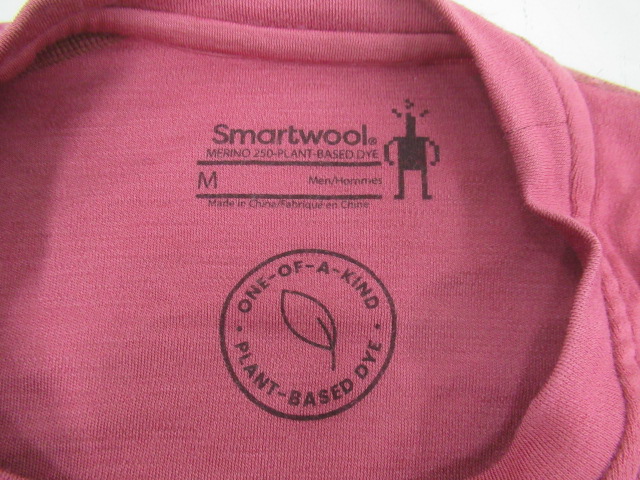 Smartwool®
MERINO 250-PLANT-BASED DYE
M Men/Hommes
Made in China/Fabriqué en Chine
ONE-OF-A-KIND
PLANT-BASED DYE